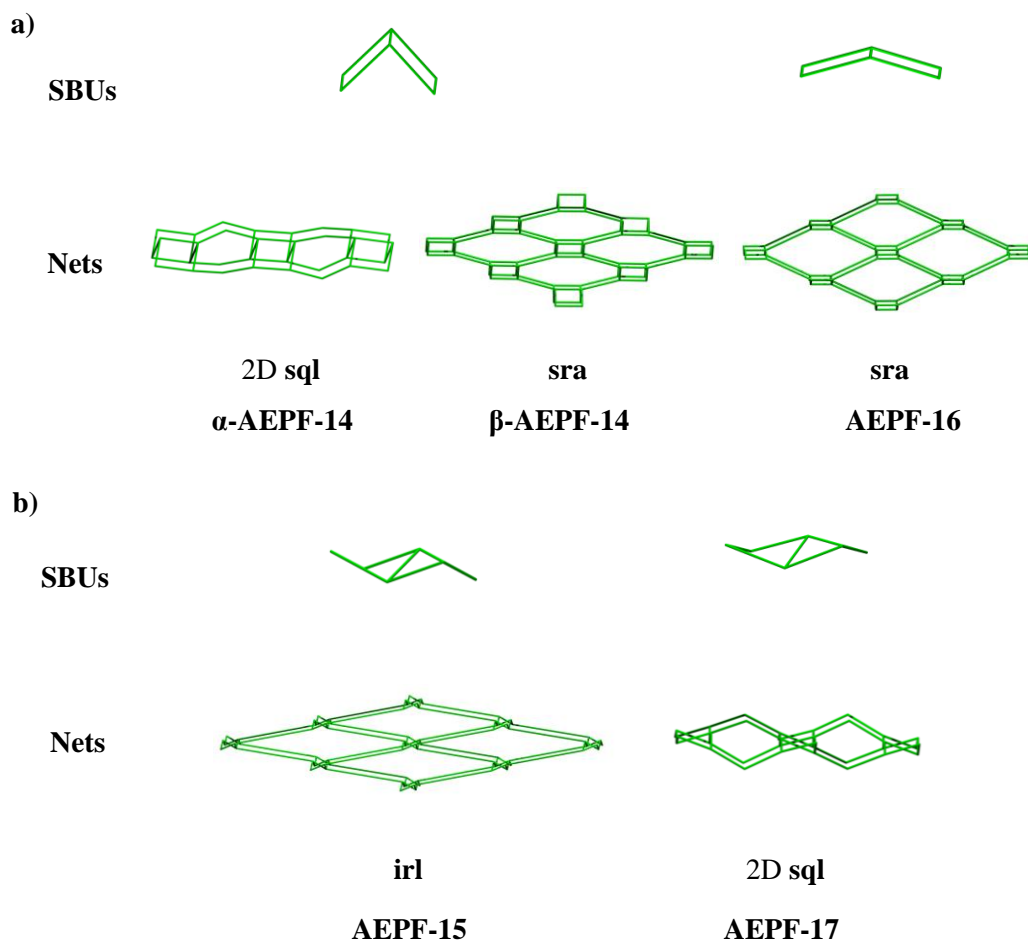 a)
SBUs
Nets
2D sql sra sra
α-AEPF-14 β-AEPF-14 AEPF-16
b)
SBUs
Nets
irl 2D sql
AEPF-15 AEPF-17